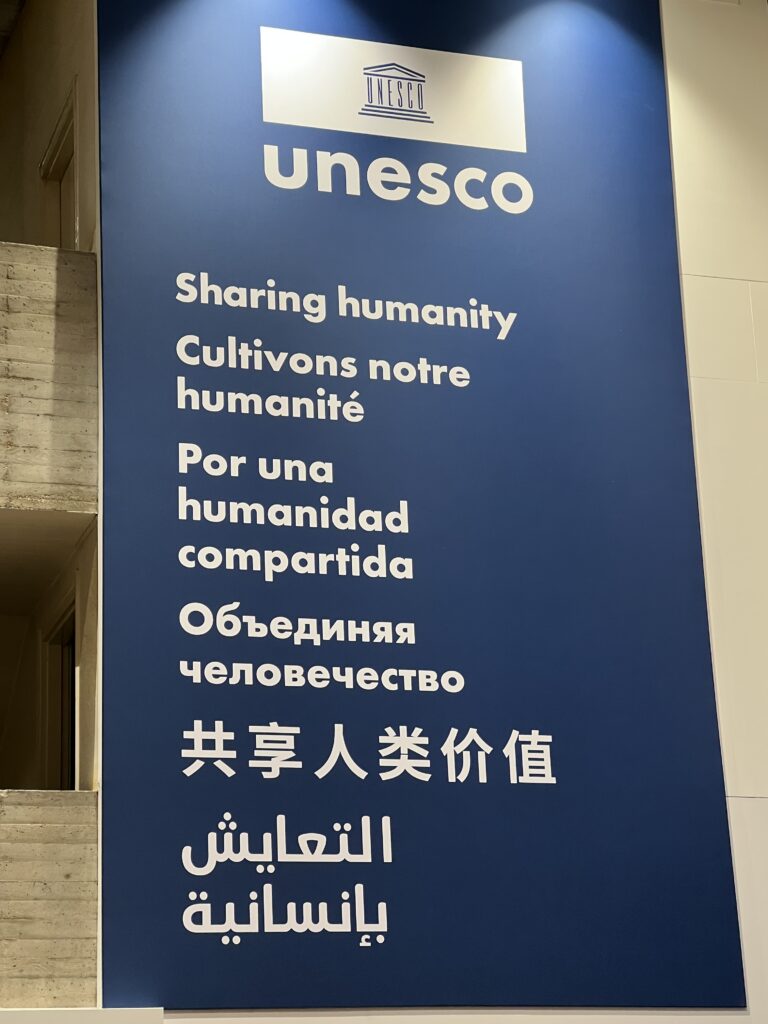 UNESCO
unesco
Sharing humanity
Cultivons notre
humanité
Por una
humanidad
compartida
Объединяя
человечество
共享人类价值
التعايش
بإنسانية